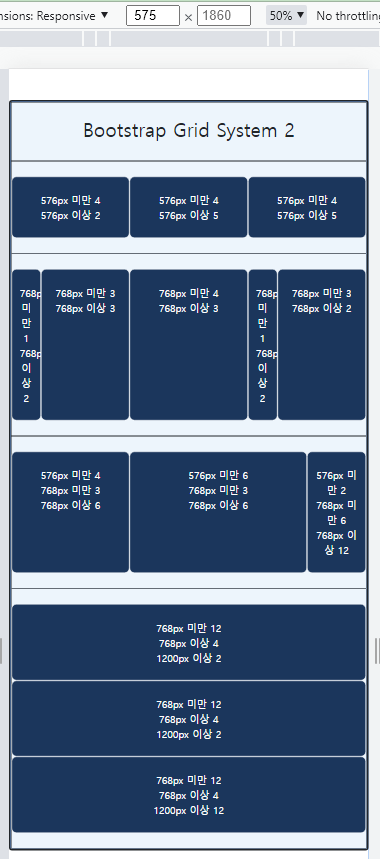 nsions: Responsive ▼ 575 × 1860 50% ▼ No throttling
Bootstrap Grid System 2
576px 미만 4
576px 이상 2
576px 미만 4
576px 이상 5
576px 미만 4
576px 이상 5
768p
미
만
1
768p
이
상
2
768px 미만 3
768px 이상 3
768px 미만 4
768px 이상 3
768p
미
만
1
768p
이
상
2
768px 미만 3
768px 이상 2
576px 미만 4
768px 미만 3
768px 이상 6
576px 미만 6
768px 미만 3
768px 이상 6
576px 미
만 2
768px 미
만 6
768px 이
상 12
768px 미만 12
768px 이상 4
1200px 이상 2
768px 미만 12
768px 이상 4
1200px 이상 2
768px 미만 12
768px 이상 4
1200px 이상 12